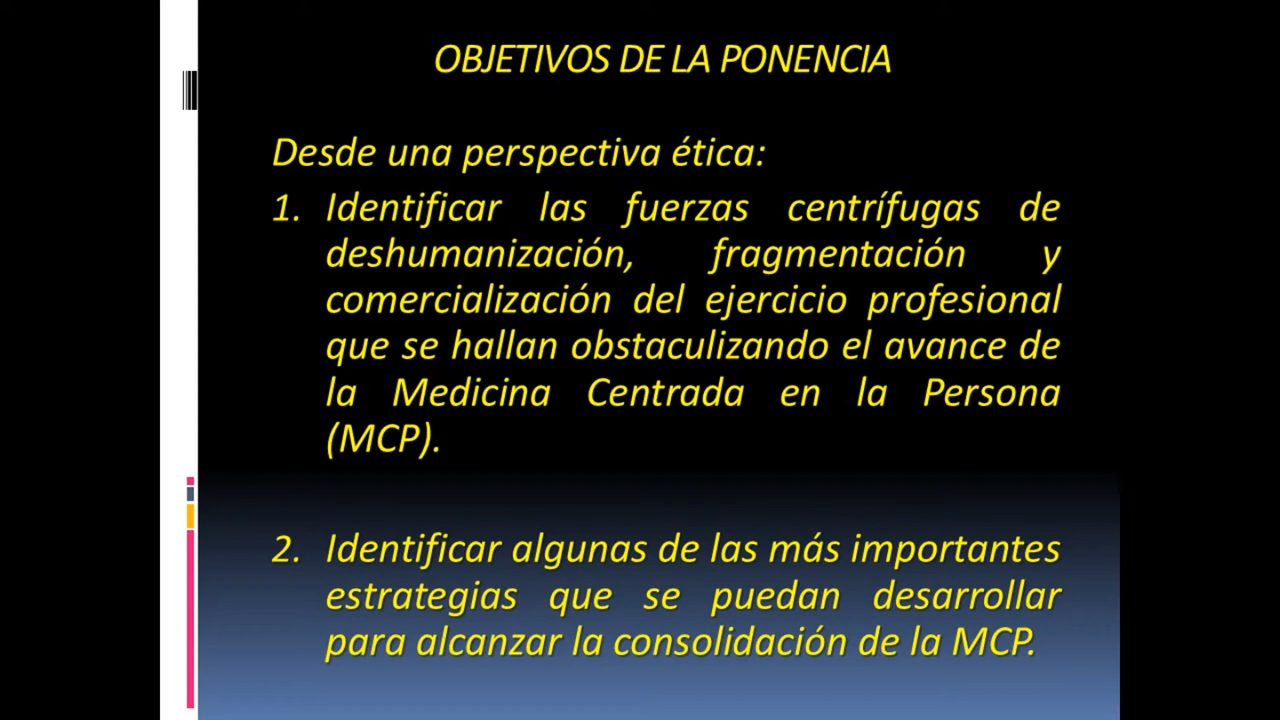 OBJETIVOS DE LA PONENCIA
Desde una perspectiva ética:
1. Identificar las fuerzas centrífugas de
deshumanización, fragmentación y
comercialización del ejercicio profesional
que se hallan obstaculizando el avance de
la Medicina Centrada en la Persona
(MCP).
2. Identificar algunas de las más importantes
estrategias que se puedan desarrollar
para alcanzar la consolidación de la MCP.